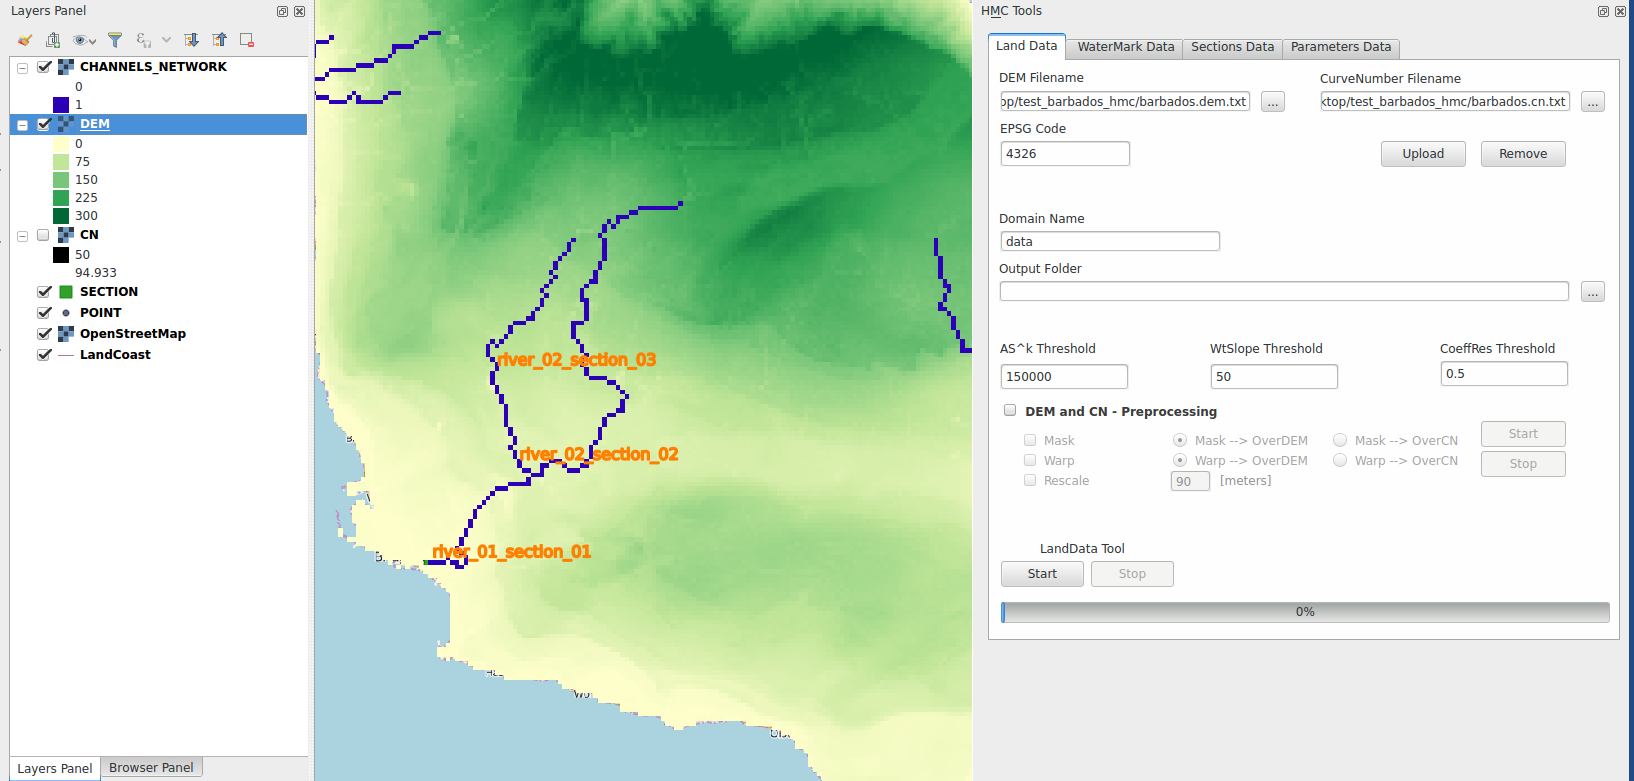 Layers Panel
CHANNELS_NETWORK
0
1
DEM
0
75
150
225
300
CN
50
94.933
SECTION
POINT
OpenStreetMap
LandCoast
Layers Panel
Browser Panel
river_02_section_03
river_02_section_02
river_01_section_01
HMC Tools
Land Data
WaterMark Data
Sections Data
Parameters Data
DEM Filename
CurveNumber Filename
op/test_barbados_hmc/barbados.dem.txt
...
ktop/test_barbados_hmc/barbados.cn.txt
...
EPSG Code
4326
Upload
Remove
Domain Name
data
Output Folder
...
AS^k Threshold
WtSlope Threshold
CoeffRes Threshold
150000
50
0.5
DEM and CN - Preprocessing
Mask
Mask --> OverDEM
Mask --> OverCN
Start
Warp
Warp --> OverDEM
Warp --> OverCN
Stop
Rescale
90
[meters]
LandData Tool
Start
Stop
0%